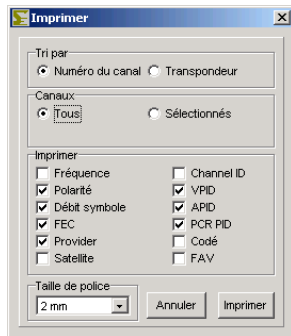 Imprimer
Tri par
Numéro du canal Transpondeur
Canaux
Tous Sélectionnés
Imprimer
Fréquence Channel ID
Polarité VPID
Débit symbole APID
FEC PCR PID
Provider Codé
Satellite FAV
Taille de police
2 mm Annuler Imprimer